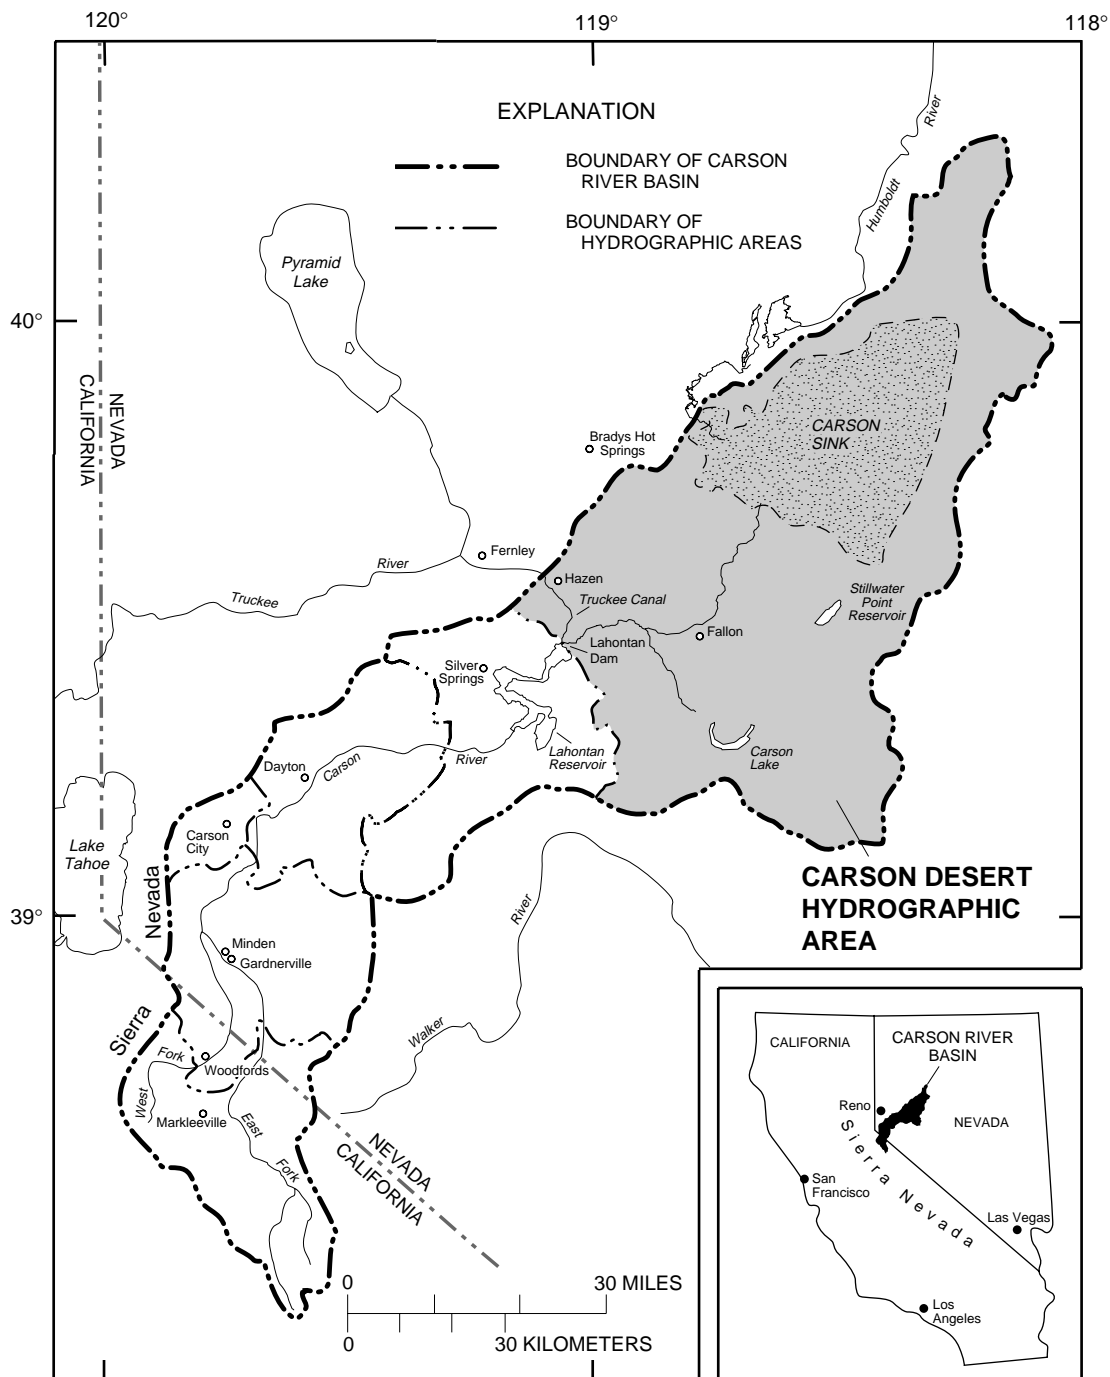 120°
119°
118°
EXPLANATION
BOUNDARY OF CARSON
RIVER BASIN
BOUNDARY OF
HYDROGRAPHIC AREAS
River
Humboldt
Pyramid
Lake
40°
NEVADA
CALIFORNIA
CARSON
SINK
Bradys Hot
Springs
Fernley
River
Truckee
Hazen
Truckee Canal
Stillwater
Point
Reservoir
Fallon
Lahontan
Dam
Silver
Springs
Carson
Lake
Lahontan
Reservoir
River
Carson
Dayton
Carson
City
Lake
Tahoe
CARSON DESERT
HYDROGRAPHIC
AREA
39°
Nevada
Sierra
Minden
Gardnerville
River
Walker
Fork
West
Woodfords
Markleeville
East
Fork
NEVADA
CALIFORNIA
0
30 MILES
0
30 KILOMETERS
CALIFORNIA
CARSON RIVER
BASIN
Reno
NEVADA
Sierra Nevada
San
Francisco
Las Vegas
Los
Angeles